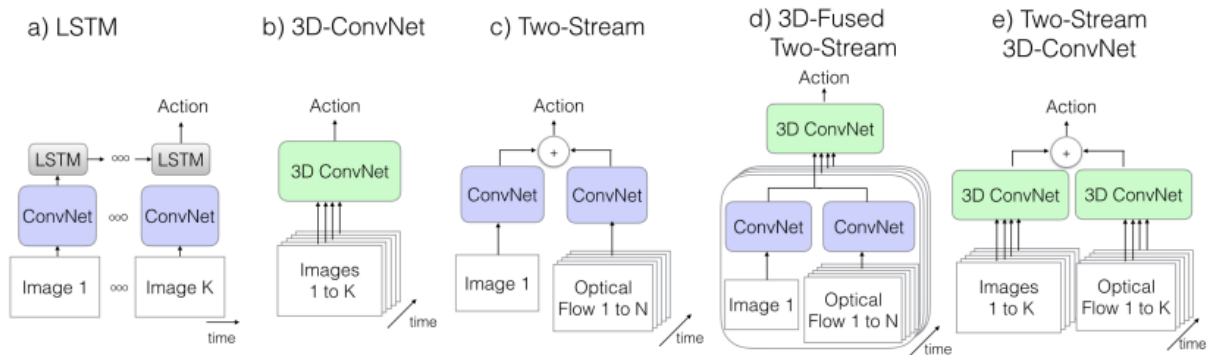 a) LSTM
Action
LSTM
∞∞
LSTM
ConvNet
∞∞
ConvNet
Image 1
∞∞
Image K
time
b) 3D-ConvNet
Action
3D ConvNet
Images
1 to K
time
c) Two-Stream
Action
+
ConvNet
ConvNet
Image 1
Optical
Flow 1 to N
time
d) 3D-Fused
Two-Stream
Action
3D ConvNet
ConvNet
ConvNet
Image 1
Optical
Flow 1 to N
time
e) Two-Stream
3D-ConvNet
Action
+
3D ConvNet
3D ConvNet
Images
1 to K
Optical
Flow 1 to K
time